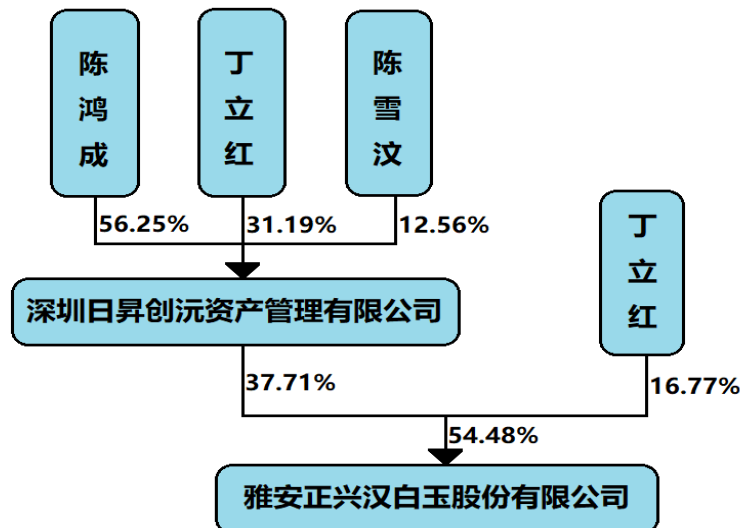 陈鸿成
丁立红
陈雪汶
56.25%
31.19%
12.56%
丁立红
深圳日昇创沅资产管理有限公司
37.71%
16.77%
54.48%
雅安正兴汉白玉股份有限公司